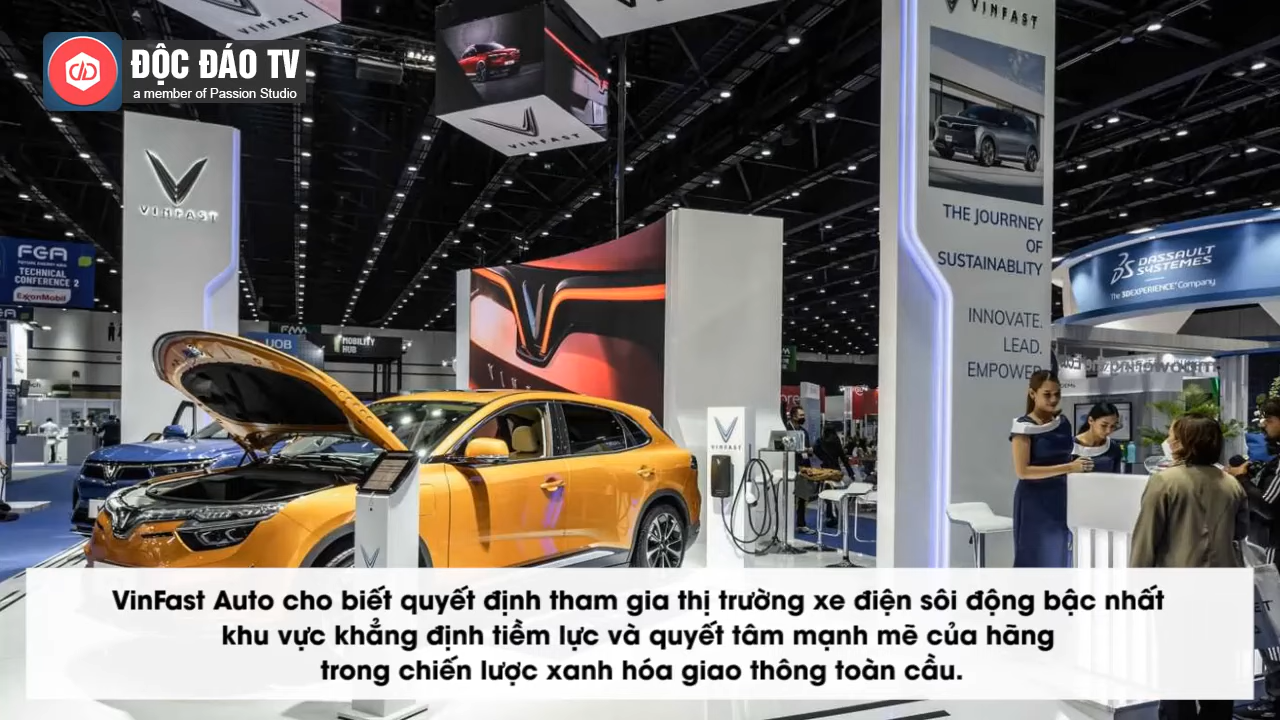 VINFAST
VINFAST
ĐỘC ĐÁO TV
a member of Passion Studio
VINFAST
VINFAST
FGA
TECHNICAL
CONFERENCE 2
ExxonMobil
UOB
MOBILITY
HUB
THE JOURRNEY
OF
SUSTAINABLITY
INNOVATE.
LEAD.
EMPOWER.
DASSAULT
SYSTEMES
The 3DEXPERIENCE Company
VINFAST
VinFast Auto cho biết quyết định tham gia thị trường xe điện sôi động bậc nhất
khu vực khẳng định tiềm lực và quyết tâm mạnh mẽ của hãng
trong chiến lược xanh hóa giao thông toàn cầu.